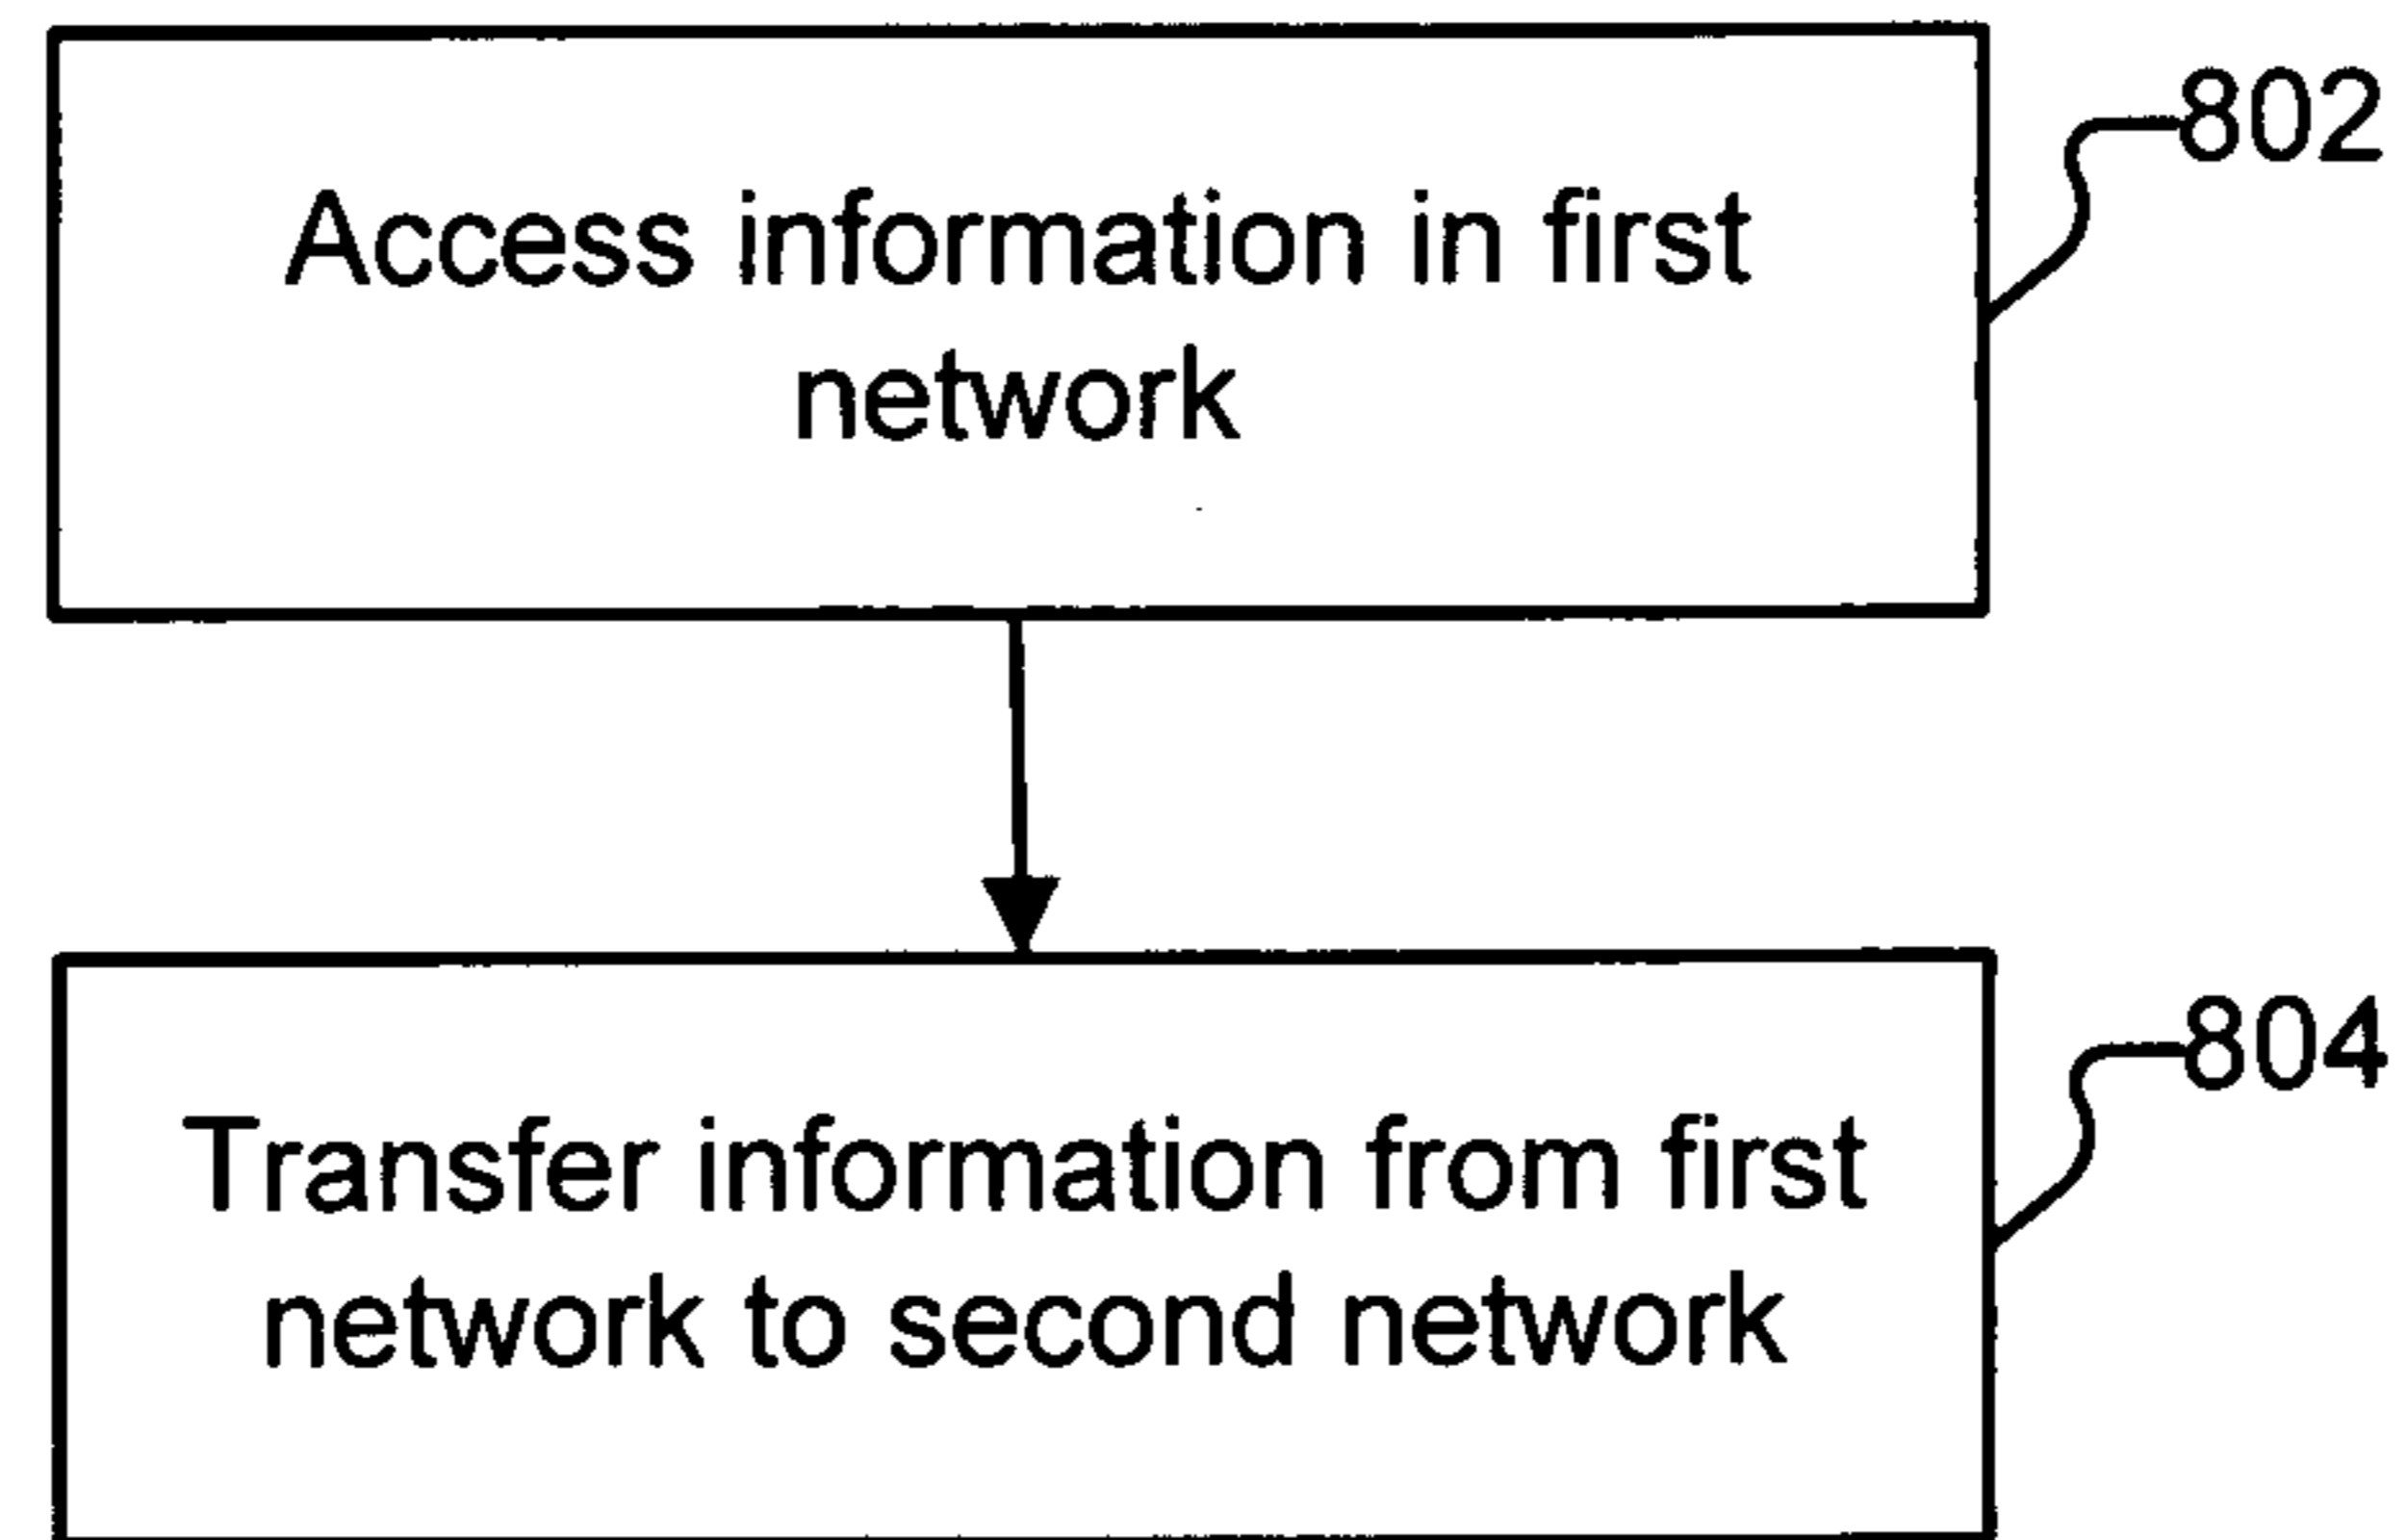 802
Access information in first
network
804
Transfer information from first
network to second network